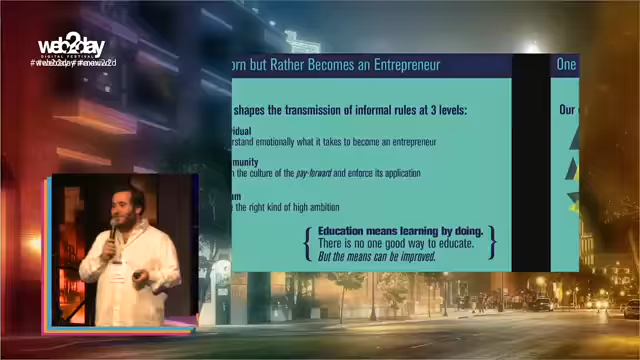 web2day
DIGITAL FESTIVAL
orn but Rather Becomes an Entrepreneur
One
shapes the transmission of informal rules at 3 levels:
Our
vidual
rstand emotionally what it takes to become an entrepreneur
munity
the culture of the pay-forward and enforce its application
am
e the right kind of high ambition
Education means learning by doing.
There is no one good way to educate.
But the means can be improved.